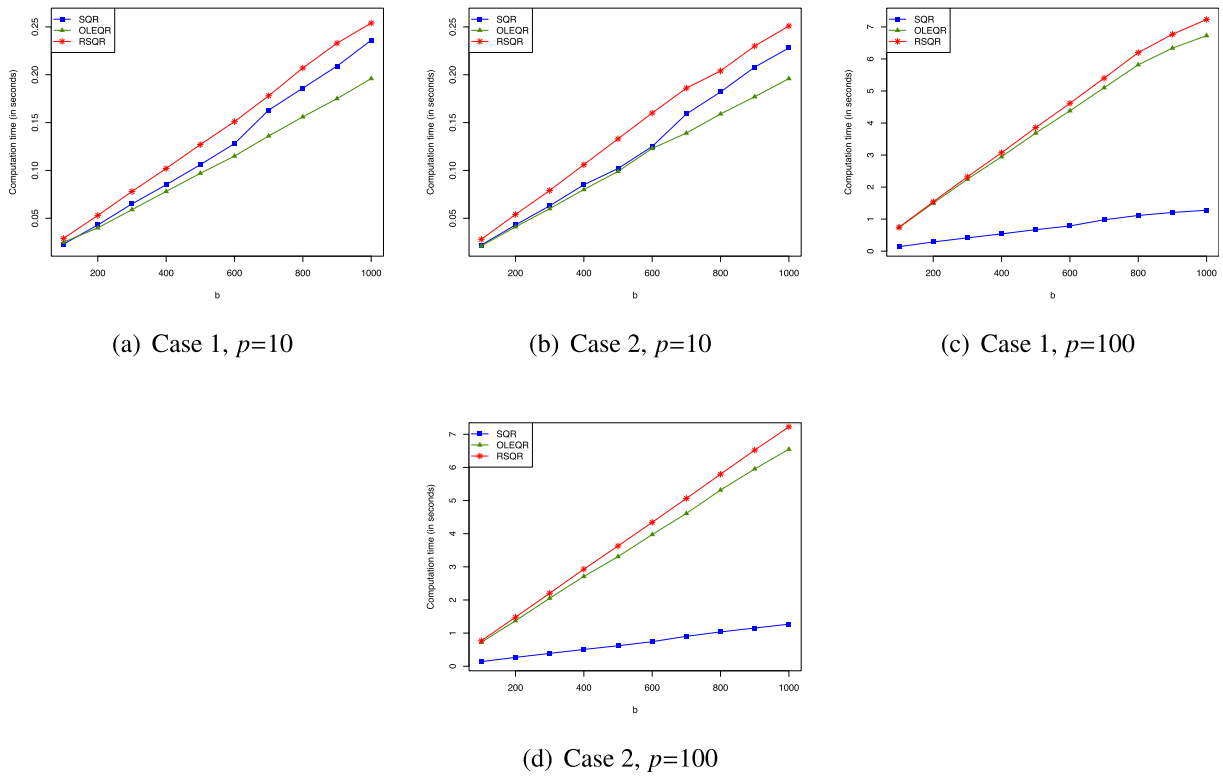 SQR
OLEQR
RSQR
Computation time (in seconds)
0.05
0.10
0.15
0.20
0.25
200
400
600
800
1000
b
(a) Case 1, p=10
SQR
OLEQR
RSQR
Computation time (in seconds)
0.05
0.10
0.15
0.20
0.25
200
400
600
800
1000
b
(b) Case 2, p=10
SQR
OLEQR
RSQR
Computation time (in seconds)
0
1
2
3
4
5
6
7
200
400
600
800
1000
b
(c) Case 1, p=100
SQR
OLEQR
RSQR
Computation time (in seconds)
0
1
2
3
4
5
6
7
200
400
600
800
1000
b
(d) Case 2, p=100